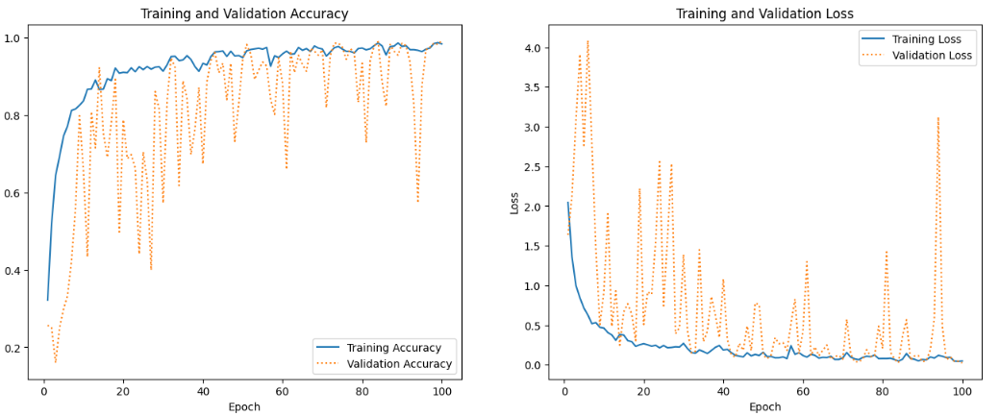 Training and Validation Accuracy
1.0
0.8
0.6
0.4
0.2
Training Accuracy
Validation Accuracy
0 20 40 60 80 100
Epoch
Training and Validation Loss
Training Loss
Validation Loss
4.0
3.5
3.0
2.5
2.0
1.5
1.0
0.5
0.0
Loss
0 20 40 60 80 100
Epoch